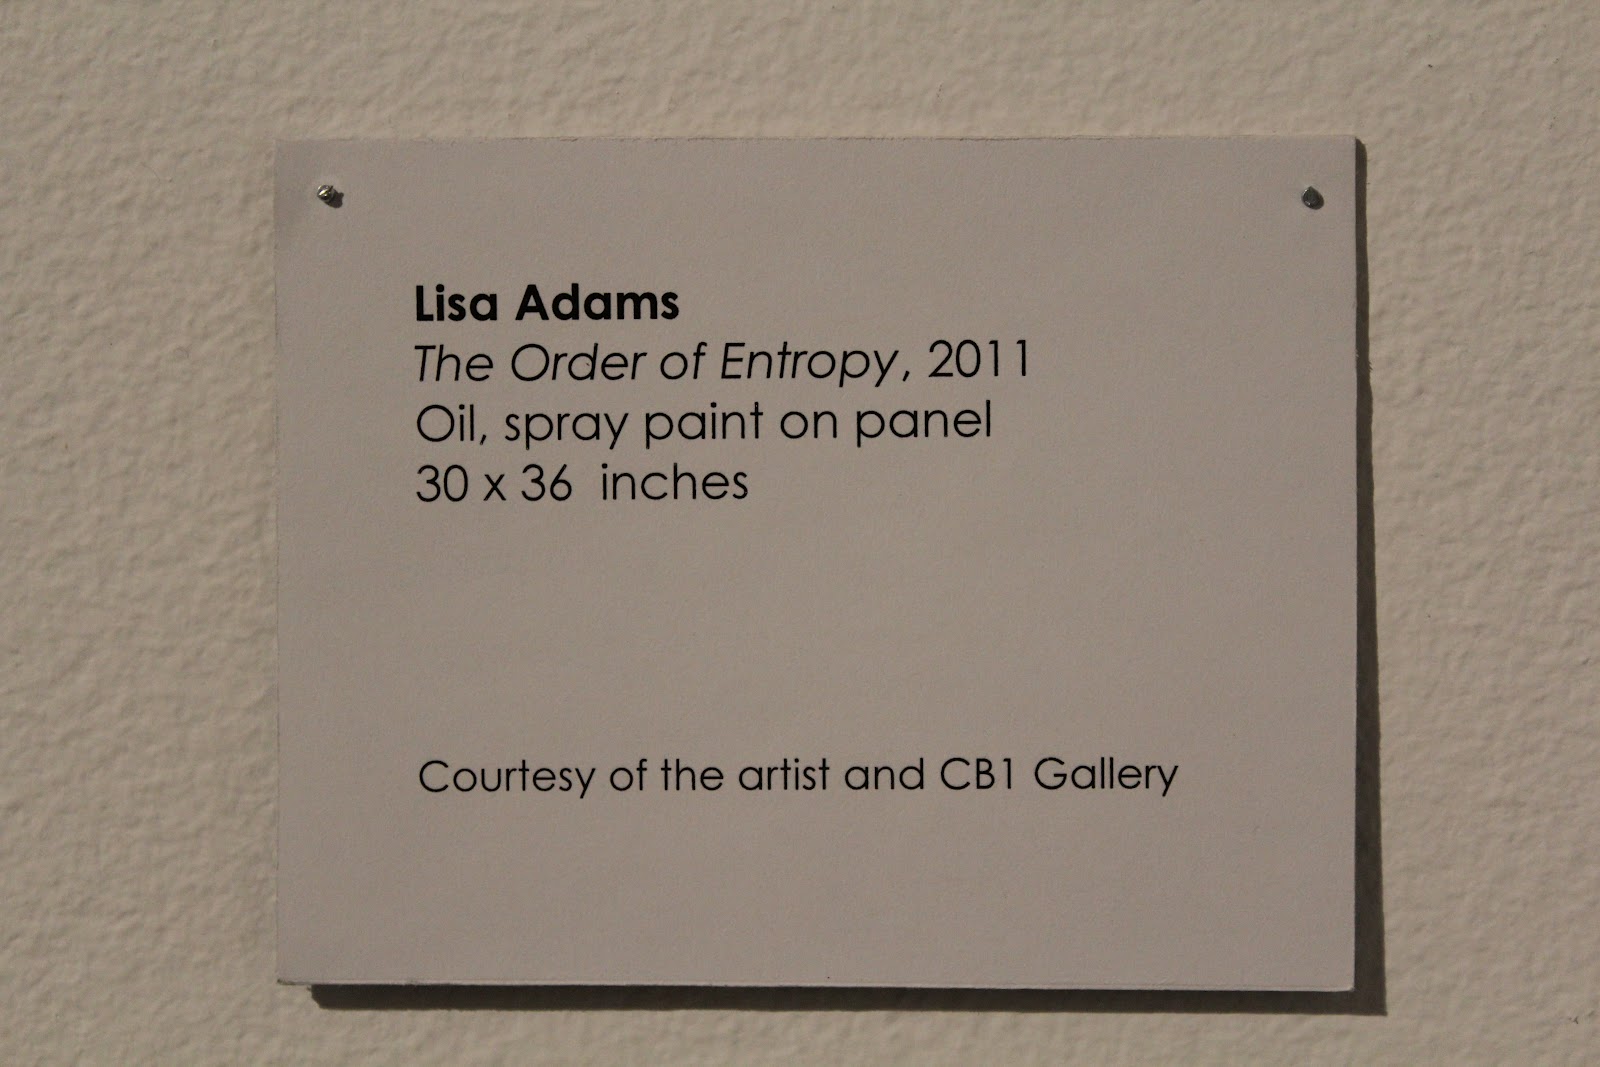 Lisa Adams
The Order of Entropy, 2011
Oil, spray paint on panel
30 x 36  inches
Courtesy of the artist and CB1 Gallery